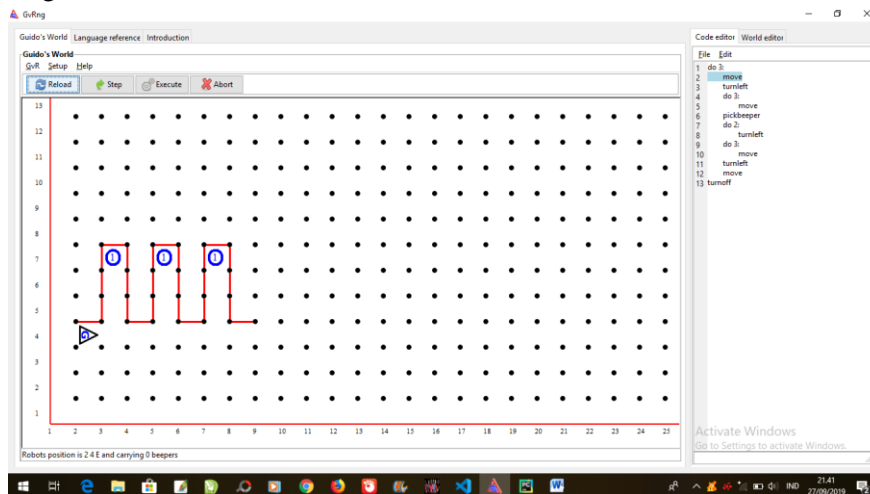 GvRng
Guido's World Language reference Introduction
Guido's World
GvR Setup Help
Reload Step Execute Abort
13
12
11
10
9
8
7
6
5
4
3
2
1
1 1 1
1 2 3 4 5 6 7 8 9 10 11 12 13 14 15 16 17 18 19 20 21 22 23 24 25
Robots position is 2 4 E and carrying 0 beepers
Code editor World editor
File Edit
1 do 3:
2 move
3 turnleft
4 do 3:
5 move
6 pickbeeper
7 do 2:
8 turnleft
9 do 3:
10 move
11 turnleft
12 move
13 turnoff
Activate Windows
Go to Settings to activate Windows.
IND
21.41
27/09/2019